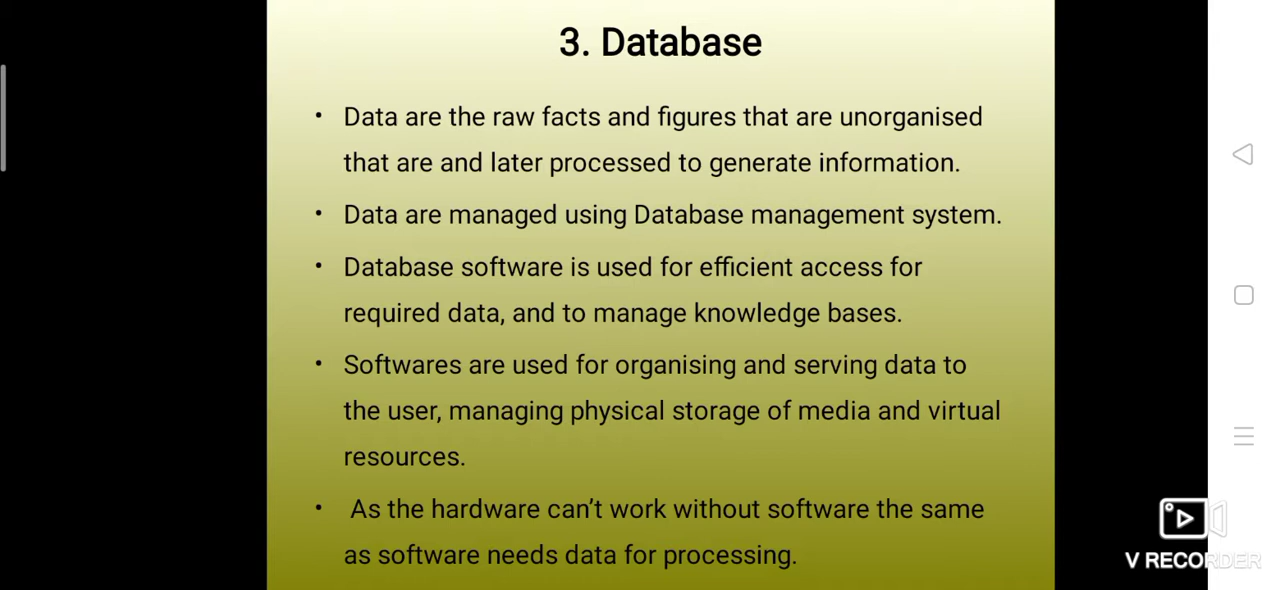 3. Database
• Data are the raw facts and figures that are unorganised
that are and later processed to generate information.
• Data are managed using Database management system.
• Database software is used for efficient access for
required data, and to manage knowledge bases.
• Softwares are used for organising and serving data to
the user, managing physical storage of media and virtual
resources.
• As the hardware can't work without software the same
as software needs data for processing.
V RECORDER